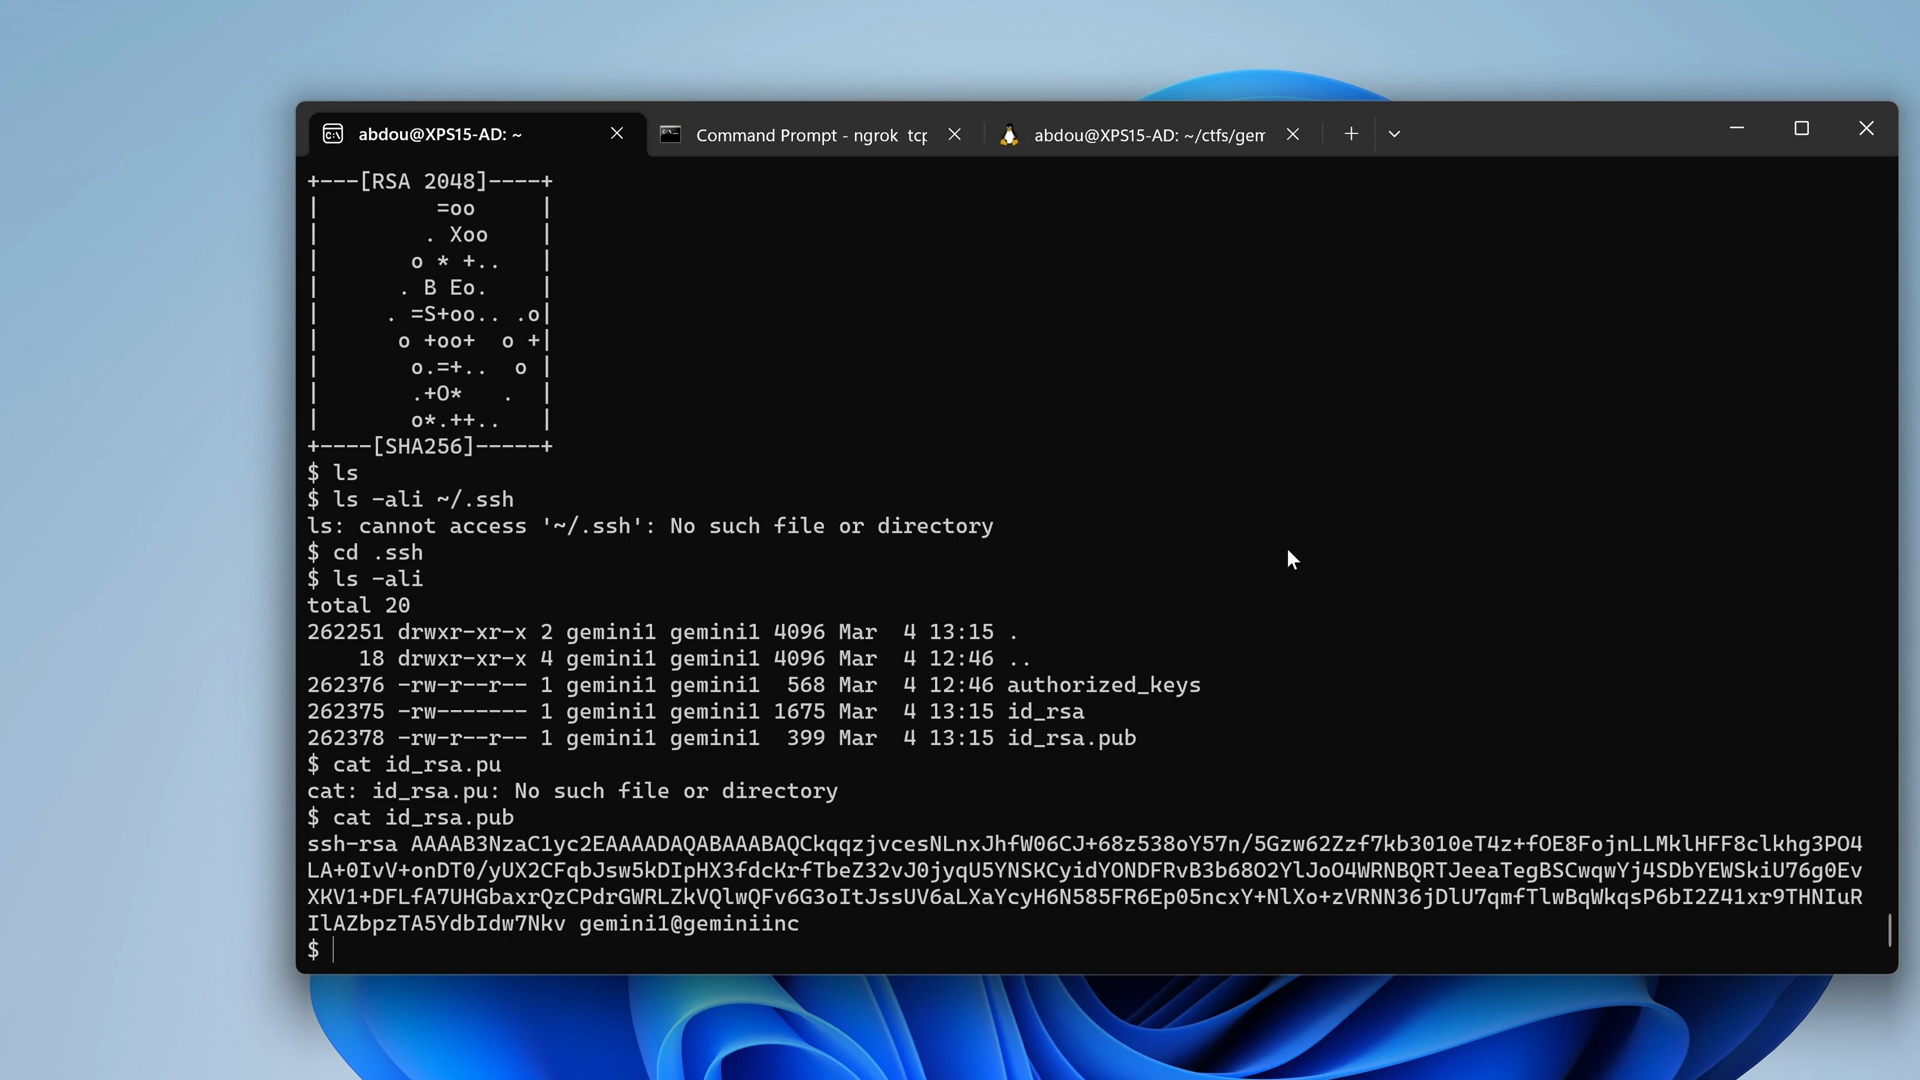 abdou@XPS15-AD: ~
Command Prompt - ngrok tcp
abdou@XPS15-AD: ~/ctfs/gem
+---[RSA 2048]----+
|         =oo     |
|        . Xoo    |
|       o * +..   |
|      . B Eo.    |
|     . =S+oo.. .o|
|      o +oo+  o +|
|       o.=+..  o |
|       .+O*   .  |
|       o*.++..   |
+----[SHA256]-----+
$ ls
$ ls -ali ~/.ssh
ls: cannot access '~/.ssh': No such file or directory
$ cd .ssh
$ ls -ali
total 20
262251 drwxr-xr-x 2 gemini1 gemini1 4096 Mar  4 13:15 .
    18 drwxr-xr-x 4 gemini1 gemini1 4096 Mar  4 12:46 ..
262376 -rw-r--r-- 1 gemini1 gemini1  568 Mar  4 12:46 authorized_keys
262375 -rw------- 1 gemini1 gemini1 1675 Mar  4 13:15 id_rsa
262378 -rw-r--r-- 1 gemini1 gemini1  399 Mar  4 13:15 id_rsa.pub
$ cat id_rsa.pu
cat: id_rsa.pu: No such file or directory
$ cat id_rsa.pub
ssh-rsa AAAAB3NzaC1yc2EAAAADAQABAAABAQCkqqzjvcesNLnxJhfW06CJ+68z538oY57n/5Gzw62Zzf7kb3010eT4z+fOE8FojnLLMklHFF8clkhg3PO4
LA+0IvV+onDT0/yUX2CFqbJsw5kDIpHX3fdcKrfTbeZ32vJ0jyqU5YNSKCyidYONDFRvB3b68O2YlJoO4WRNBQRTJeeaTegBSCwqwYj4SDbYEWSkiU76g0Ev
XKV1+DFLfA7UHGbaxrQzCPdrGWRLZkVQlwQFv6G3oItJssUV6aLXaYcyH6N585FR6Ep05ncxY+NlXo+zVRNN36jDlU7qmfTlwBqWkqsP6bI2Z41xr9THNIuR
IlAZbpzTA5YdbIdw7Nkv gemini1@geminiinc
$